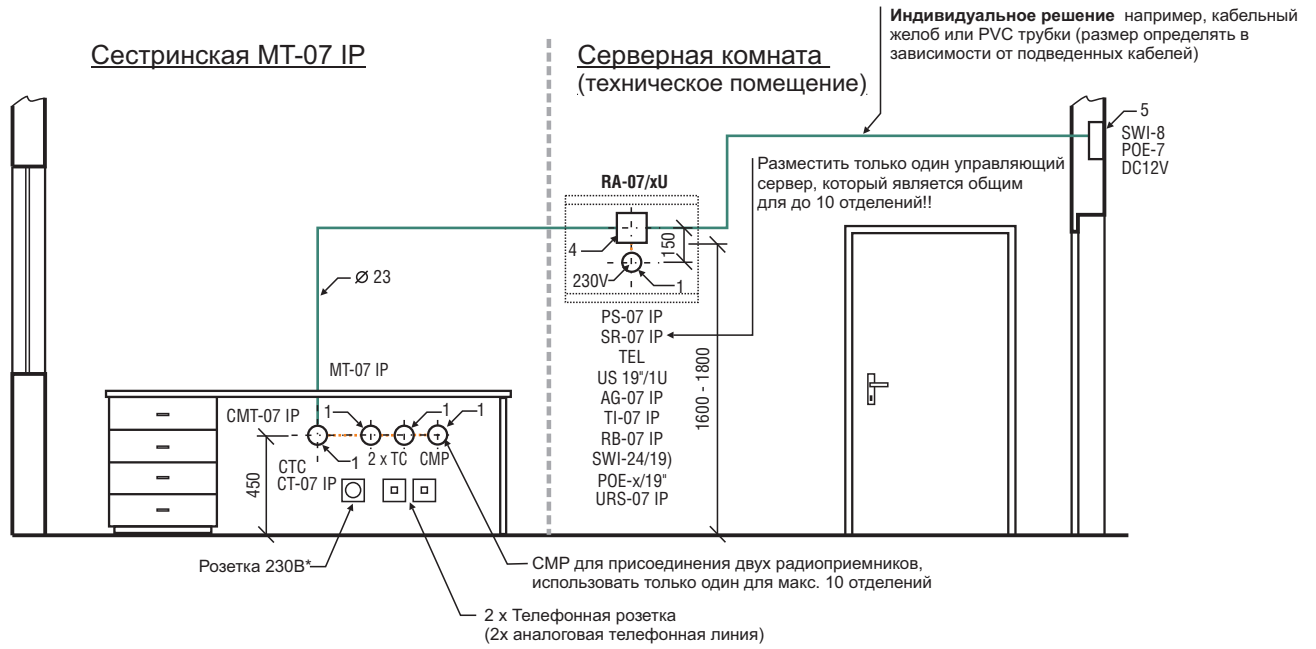 Индивидуальное решение  например, кабельный
желоб или PVC трубки (размер определять в
зависимости от подведенных кабелей)
Сестринская МТ-07 IP
Серверная комната
(техническое помещение)
5
SWI-8
POE-7
DC12V
Разместить только один управляющий
сервер, который является общим
для до 10 отделений!!
RA-07/xU
4
150
230V
1
Ø 23
PS-07 IP
SR-07 IP
TEL
US 19"/1U
AG-07 IP
TI-07 IP
RB-07 IP
SWI-24/19)
POE-x/19"
URS-07 IP
1600 - 1800
MT-07 IP
CMT-07 IP
1
1
1
1
2 x TC
CMP
CTC
CT-07 IP
450
Розетка 230В*
CMP для присоединения двух радиоприемников,
использовать только один для макс. 10 отделений
2 x Телефонная розетка
(2x аналоговая телефонная линия)